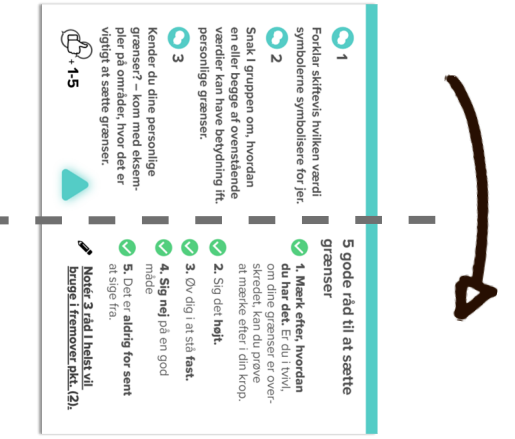 1
Forklar skiftevis hvilken værdi
symbolerne symbolisere for jer.
2
Snak I gruppen om, hvordan
en eller begge af ovenstående
værdier kan have betydning ift.
personlige grænser.
3
Kender du dine personlige
grænser? – kom med eksem-
pler på områder, hvor det er
vigtigt at sætte grænser.
+ 1-5
5 gode råd til at sætte
grænser
1. Mærk efter, hvordan
du har det. Er du i tvivl,
om dine grænser er over-
skredet, kan du prøve
at mærke efter i din krop.
2. Sig det højt.
3. Øv dig i at stå fast.
4. Sig nej på en god
måde
5. Det er aldrig for sent
at sige fra.
Notér 3 råd I helst vil
bruge i fremover pkt. (2).